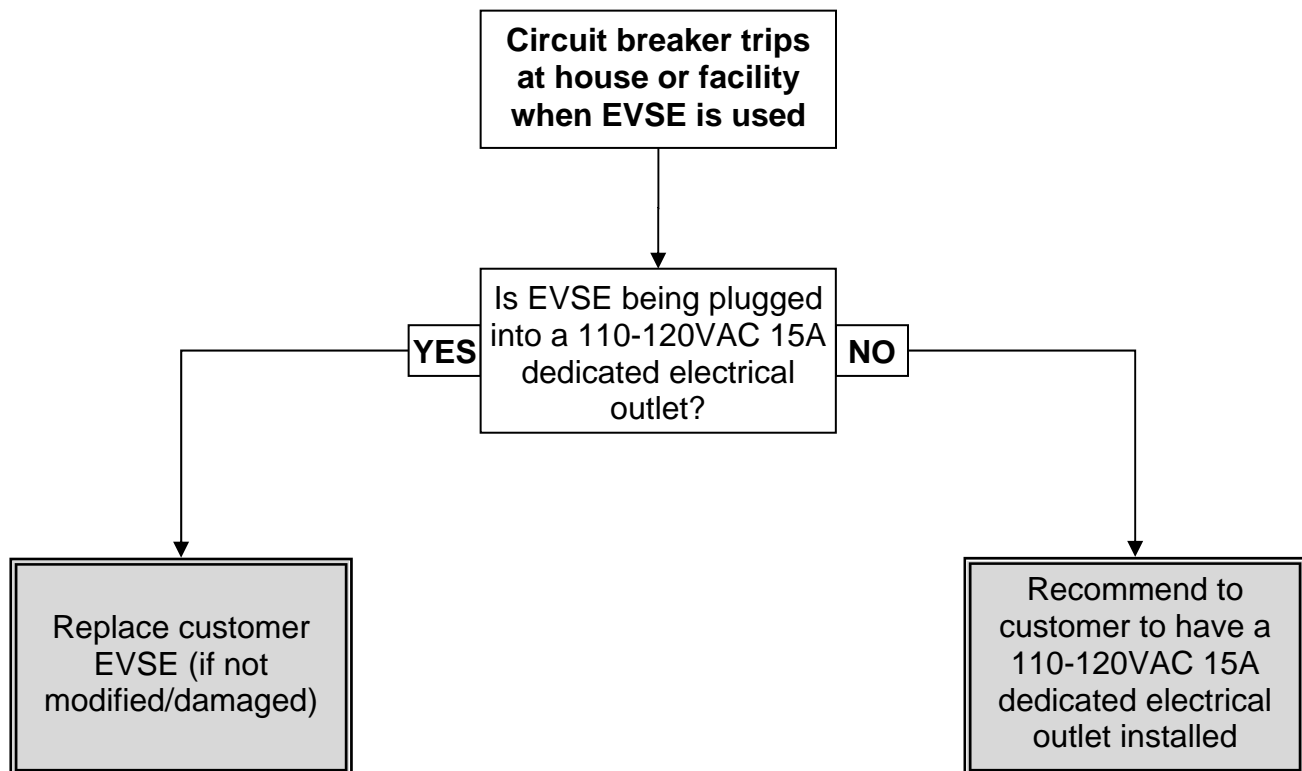 Circuit breaker trips
at house or facility
when EVSE is used
Is EVSE being plugged
into a 110-120VAC 15A
dedicated electrical
outlet?
YES
NO
Replace customer
EVSE (if not
modified/damaged)
Recommend to
customer to have a
110-120VAC 15A
dedicated electrical
outlet installed